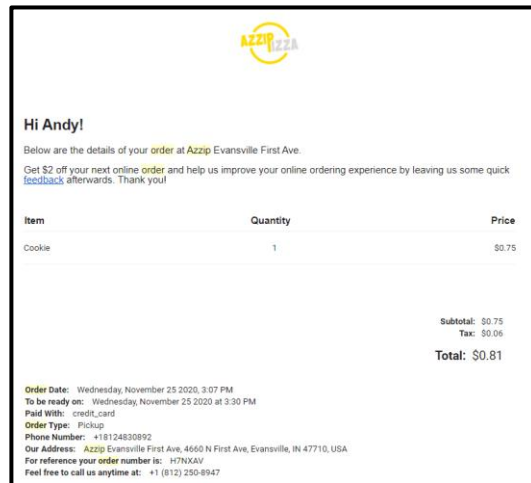 AZZIP
PIZZA
Hi Andy!
Below are the details of your order at Azzip Evansville First Ave.
Get $2 off your next online order and help us improve your online ordering experience by leaving us some quick
feedback afterwards. Thank you!
Item Quantity Price
Cookie 1 $0.75
Subtotal: $0.75
Tax: $0.06
Total: $0.81
Order Date: Wednesday, November 25 2020, 3:07 PM
To be ready on: Wednesday, November 25 2020 at 3:30 PM
Paid With: credit_card
Order Type: Pickup
Phone Number: +18124830892
Our Address: Azzip Evansville First Ave, 4660 N First Ave, Evansville, IN 47710, USA
For reference your order number is: H7NXAV
Feel free to call us anytime at: +1 (812) 250-8947